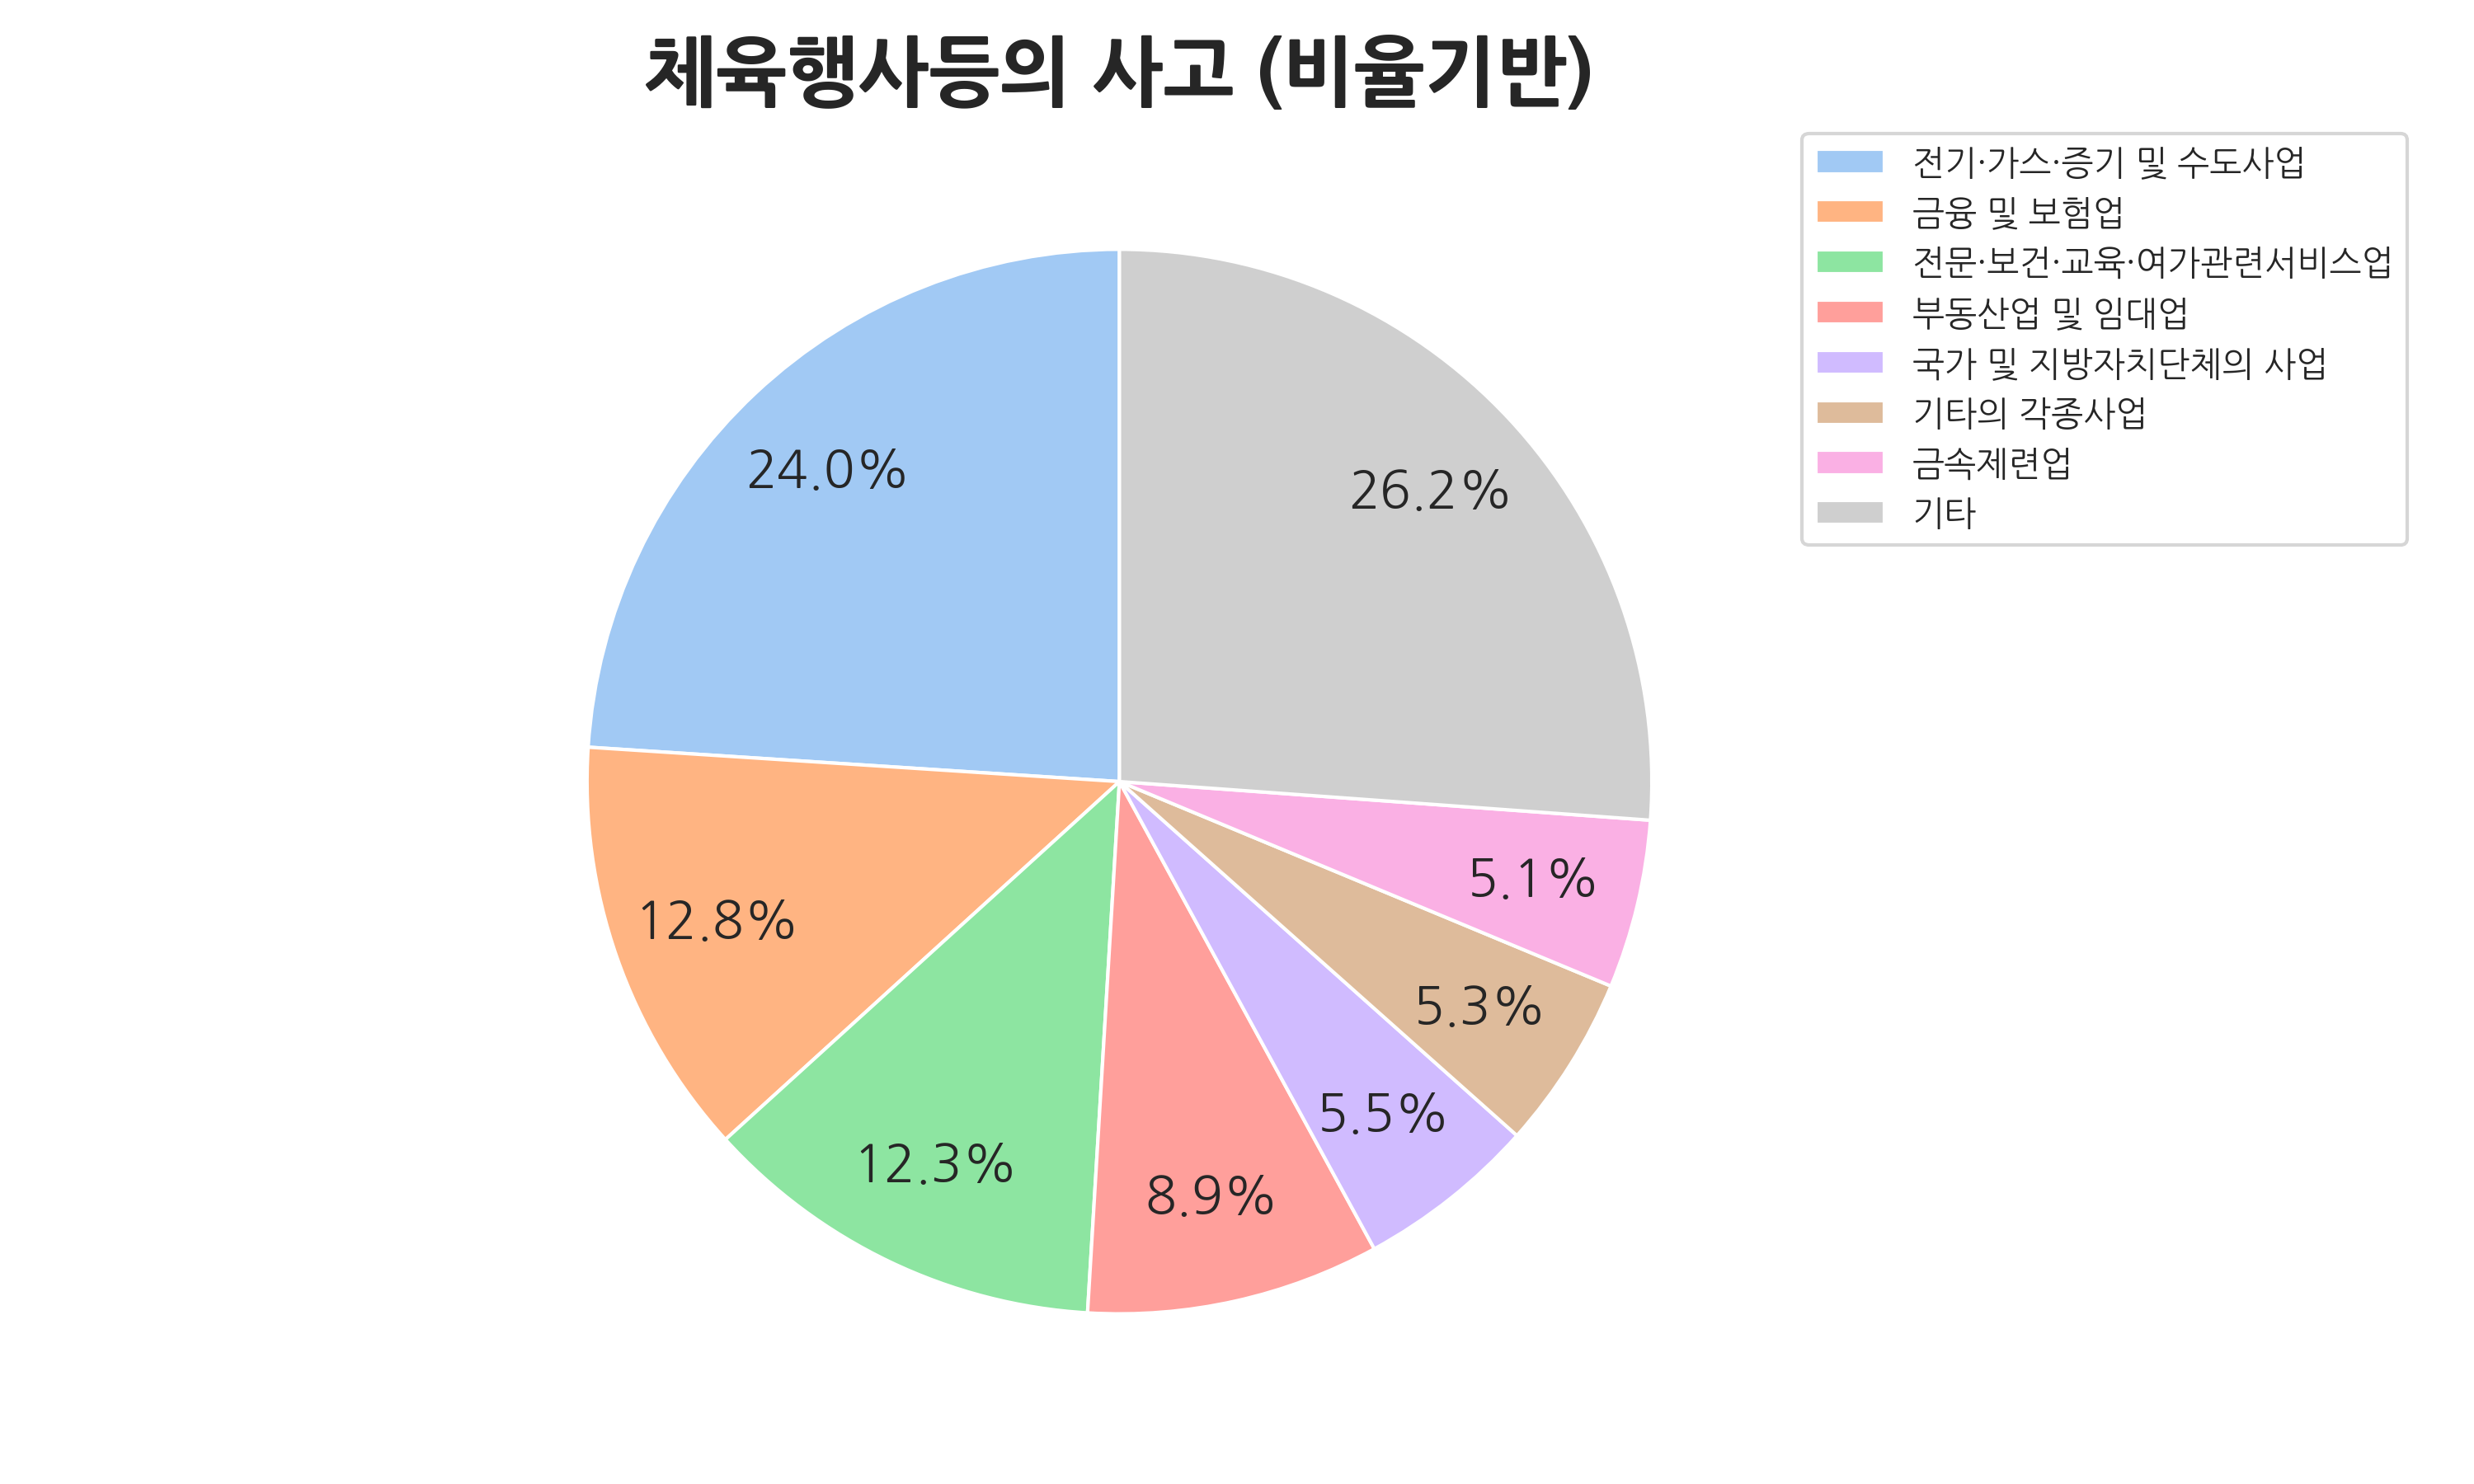 체육행사등의 사고 (비율기반)
전기·가스·증기 및 수도사업
금융 및 보험업
전문·보건·교육·여가관련서비스업
부동산업 및 임대업
국가 및 지방자치단체의 사업
기타의 각종사업
금속제련업
기타
24.0%
26.2%
12.8%
5.1%
5.3%
5.5%
12.3%
8.9%